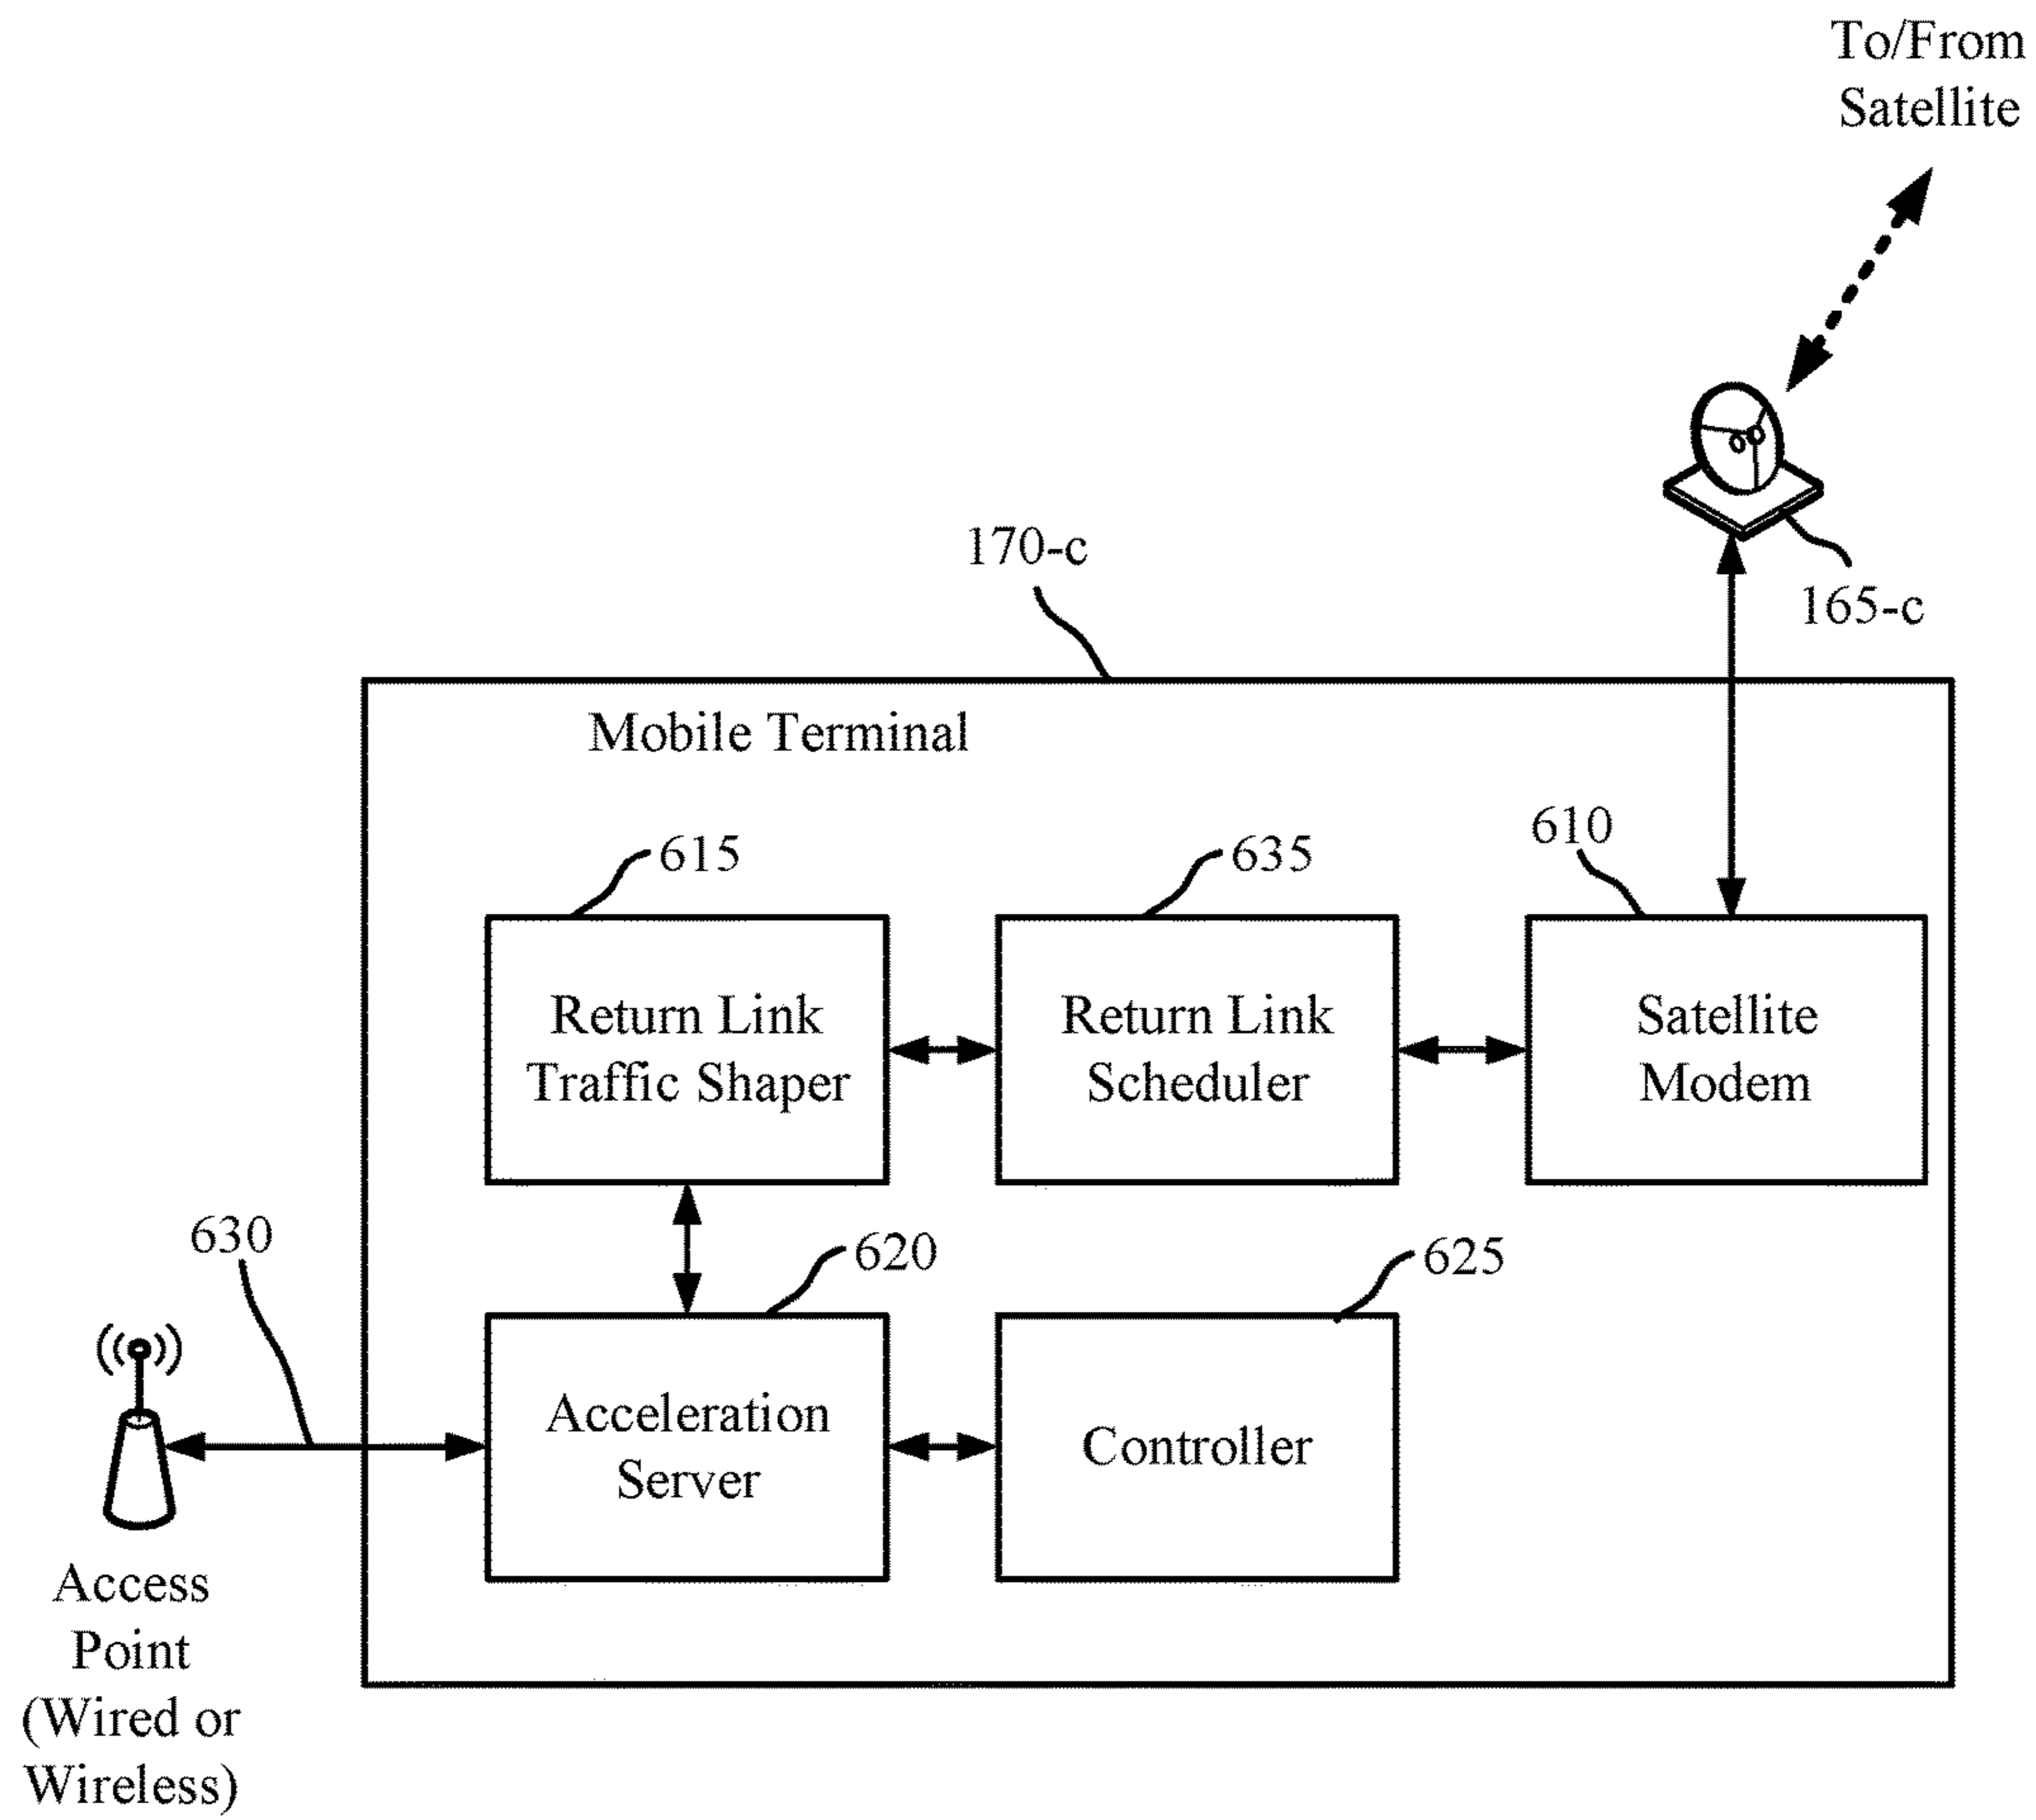 To/From
Satellite
170-c
165-c
Mobile Terminal
615
635
610
Return Link
Traffic Shaper
Return Link
Scheduler
Satellite
Modem
630
620
625
Acceleration
Server
Controller
Access
Point
(Wired or
Wireless)